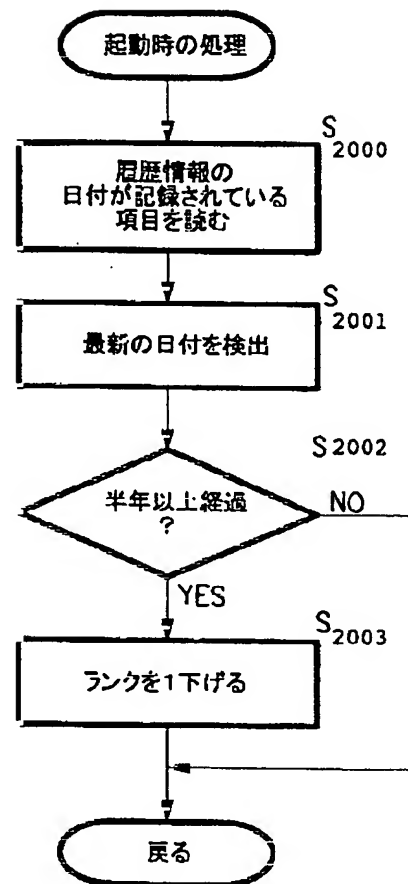 起動時の処理
S2000
履歴情報の
日付が記録されている
項目を読む
S2001
最新の日付を検出
S2002
半年以上経過
?
NO
YES
S2003
ランクを1下げる
戻る